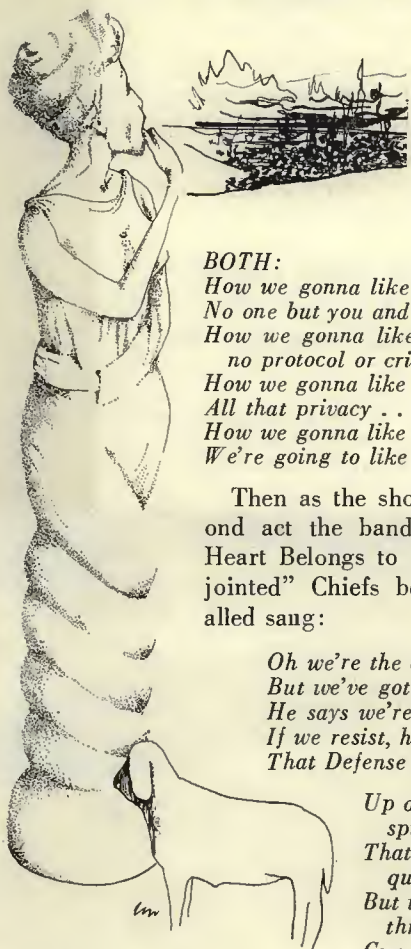 BOTH:
How we gonna like
No one but you and
How we gonna like
no protocol or cri
How we gonna like
All that privacy . .
How we gonna like
We're going to like
Then as the sho
ond act the band
Heart Belongs to
jointed" Chiefs b
alled sang:
Oh we're the
But we've got
He says we're
If we resist, h
That Defense
Up o
sp
That
qu
But u
thi